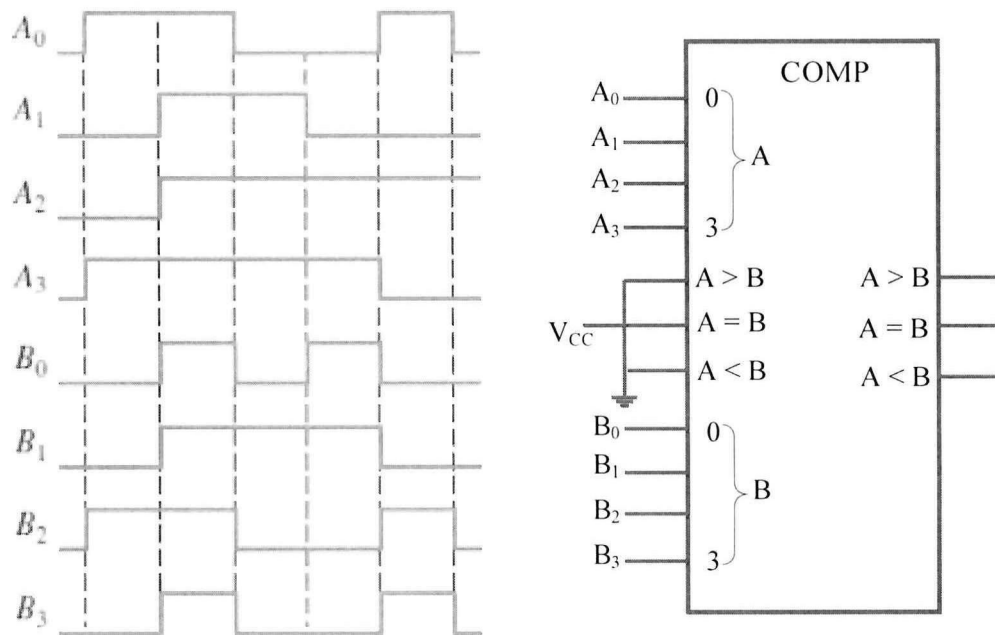 A₀
A₁
A₂
A₃
B₀
B₁
B₂
B₃
COMP
A₀ 0
A₁
A
A₂
A₃ 3
A > B A > B
V_CC A = B A = B
A < B A < B
B₀ 0
B₁
B
B₂
B₃ 3